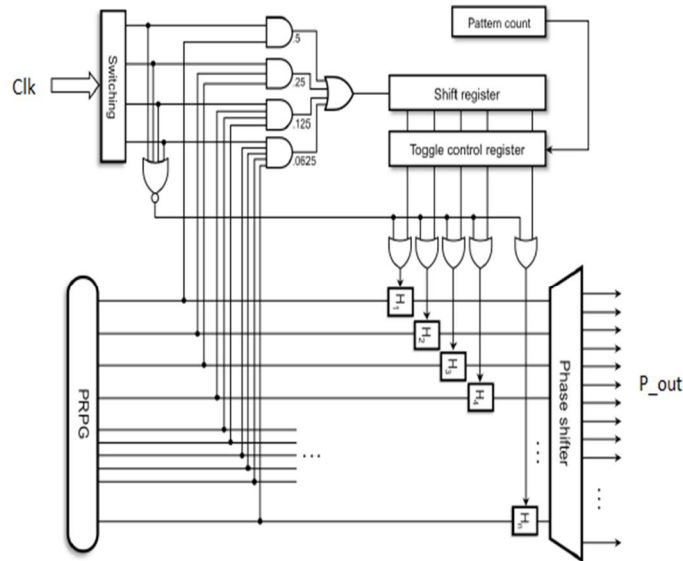 Clk
Switching
.5
.25
.125
.0625
Pattern count
Shift register
Toggle control register
PRPG
H1
H2
H3
H4
Hn
Phase shifter
P_out